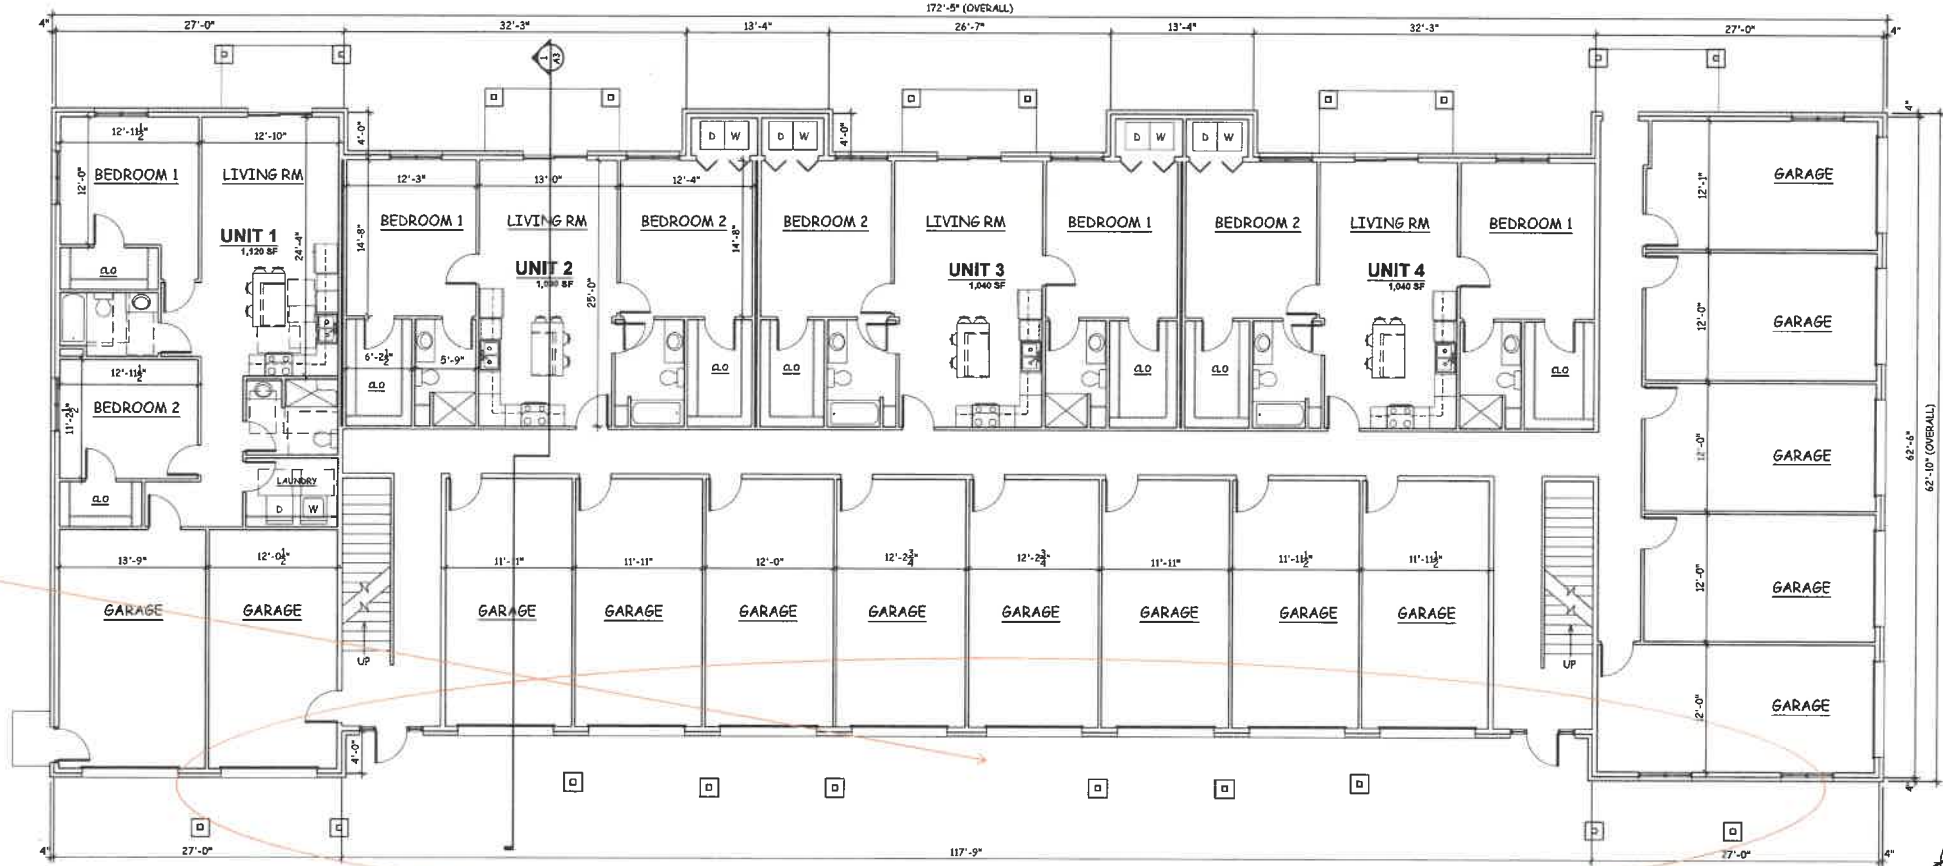 172'-5" (OVERALL)
4" 27'-0" 32'-3" 13'-4" 26'-7" 13'-4" 32'-3" 27'-0" 4"
1
A3
4'-0" D W D W 4'-0" D W D W 4"
12'-11½" 12'-10"
12'-3" 13'-0" 12'-4"
BEDROOM 1 LIVING RM 12'-0" GARAGE 12'-1"
BEDROOM 1 LIVING RM BEDROOM 2 BEDROOM 2 LIVING RM BEDROOM 1 BEDROOM 2 LIVING RM BEDROOM 1
14'-8" 14'-8"
UNIT 1
1,120 SF
24'-4"
UNIT 2 UNIT 3 UNIT 4
1,040 SF 1,040 SF
CLO
25'-0"
GARAGE 12'-0"
6'-2½" 5'-9"
CLO CLO CLO CLO CLO CLO
12'-11½"
BEDROOM 2
11'-2½"
GARAGE 12'-0"
62'-6"
62'-10" (OVERALL)
LAUNDRY
CLO
D W
13'-9" 12'-0½" 11'-11" 11'-11" 12'-0" 12'-2¾" 12'-2¾" 11'-11" 11'-11½" 11'-11½"
GARAGE 12'-0"
GARAGE GARAGE GARAGE GARAGE GARAGE GARAGE GARAGE GARAGE GARAGE GARAGE
UP UP
GARAGE 12'-0"
4'-0"
4"
4" 27'-0" 117'-9" 27'-0" 4"